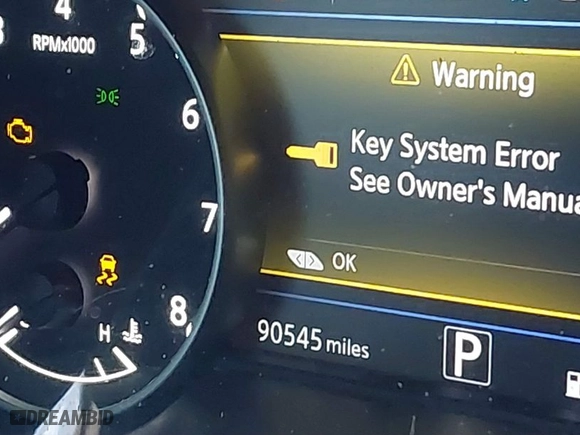 4
5
RPMx1000
6
7
8
H
Warning
Key System Error
See Owner's Manua
OK
90545 miles
P
DREAMBID